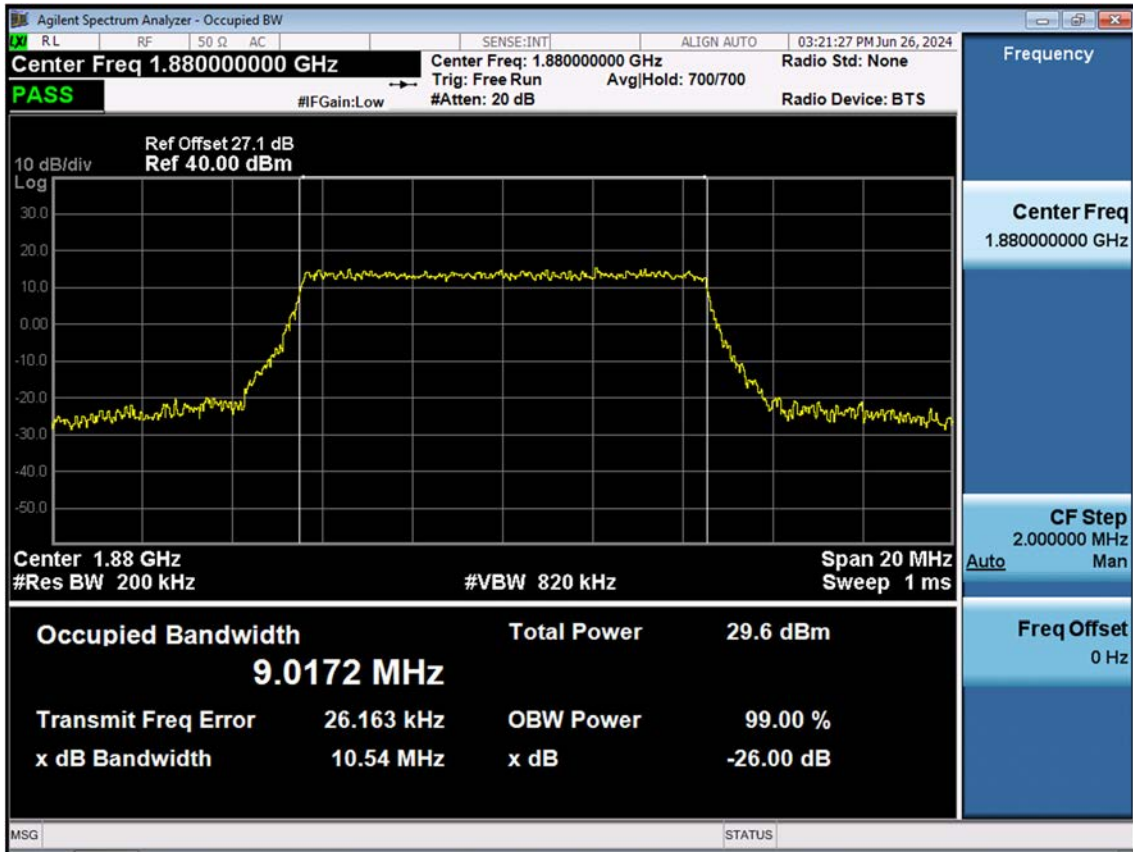 Agilent Spectrum Analyzer - Occupied BW
LXI RL RF 50 Ω AC SENSE:INT ALIGN AUTO 03:21:27 PM Jun 26, 2024
Center Freq 1.880000000 GHz
PASS
#IFGain:Low
Center Freq: 1.880000000 GHz
Trig: Free Run Avg|Hold: 700/700
#Atten: 20 dB
Radio Std: None
Radio Device: BTS
Ref Offset 27.1 dB
10 dB/div Ref 40.00 dBm
Log
30.0
20.0
10.0
0.00
-10.0
-20.0
-30.0
-40.0
-50.0
Center 1.88 GHz Span 20 MHz
#Res BW 200 kHz #VBW 820 kHz Sweep 1 ms
Occupied Bandwidth Total Power 29.6 dBm
9.0172 MHz
Transmit Freq Error 26.163 kHz OBW Power 99.00 %
x dB Bandwidth 10.54 MHz x dB -26.00 dB
MSG STATUS
Frequency
Center Freq
1.880000000 GHz
CF Step
2.000000 MHz
Auto Man
Freq Offset
0 Hz